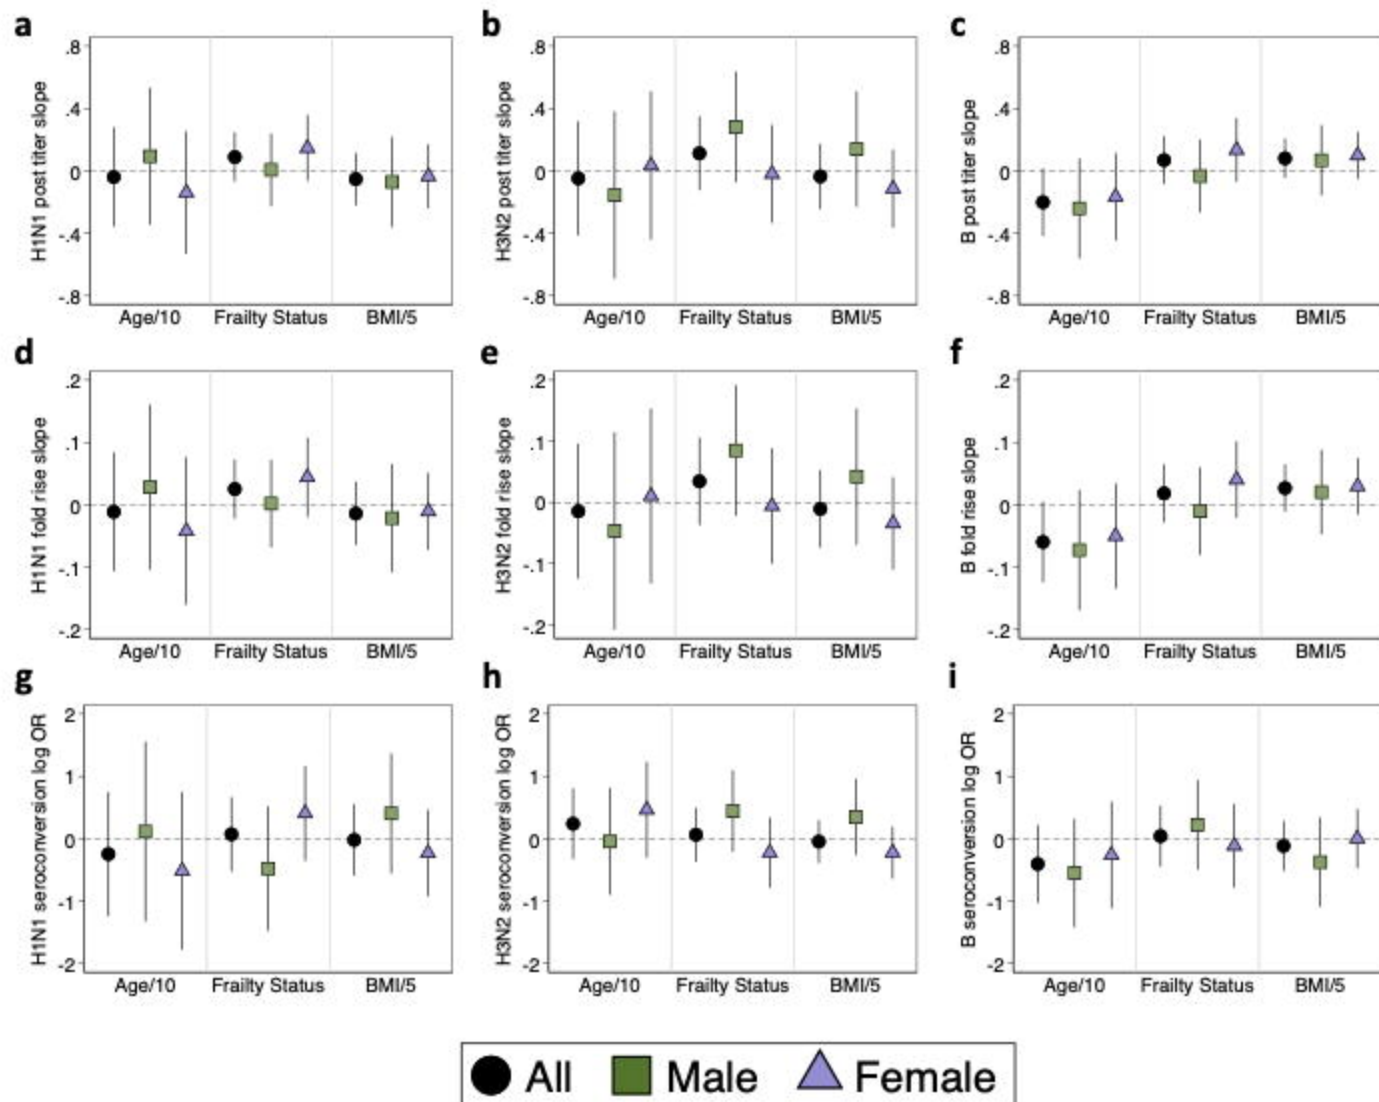 a
b
c
H1N1 post titer slope
.8
.4
0
-.4
-.8
Age/10 Frailty Status BMI/5
H3N2 post titer slope
.8
.4
0
-.4
-.8
Age/10 Frailty Status BMI/5
B post titer slope
.8
.4
0
-.4
-.8
Age/10 Frailty Status BMI/5
d
e
f
H1N1 fold rise slope
.2
.1
0
-.1
-.2
Age/10 Frailty Status BMI/5
H3N2 fold rise slope
.2
.1
0
-.1
-.2
Age/10 Frailty Status BMI/5
B fold rise slope
.2
.1
0
-.1
-.2
Age/10 Frailty Status BMI/5
g
h
i
H1N1 seroconversion log OR
2
1
0
-1
-2
Age/10 Frailty Status BMI/5
H3N2 seroconversion log OR
2
1
0
-1
-2
Age/10 Frailty Status BMI/5
B seroconversion log OR
2
1
0
-1
-2
Age/10 Frailty Status BMI/5
All Male Female